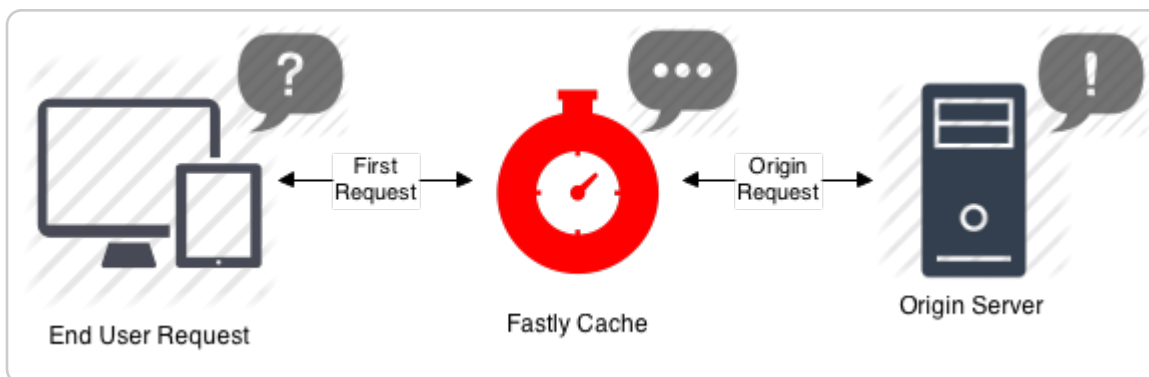 ?
...
!
First
Request
Origin
Request
End User Request
Fastly Cache
Origin Server